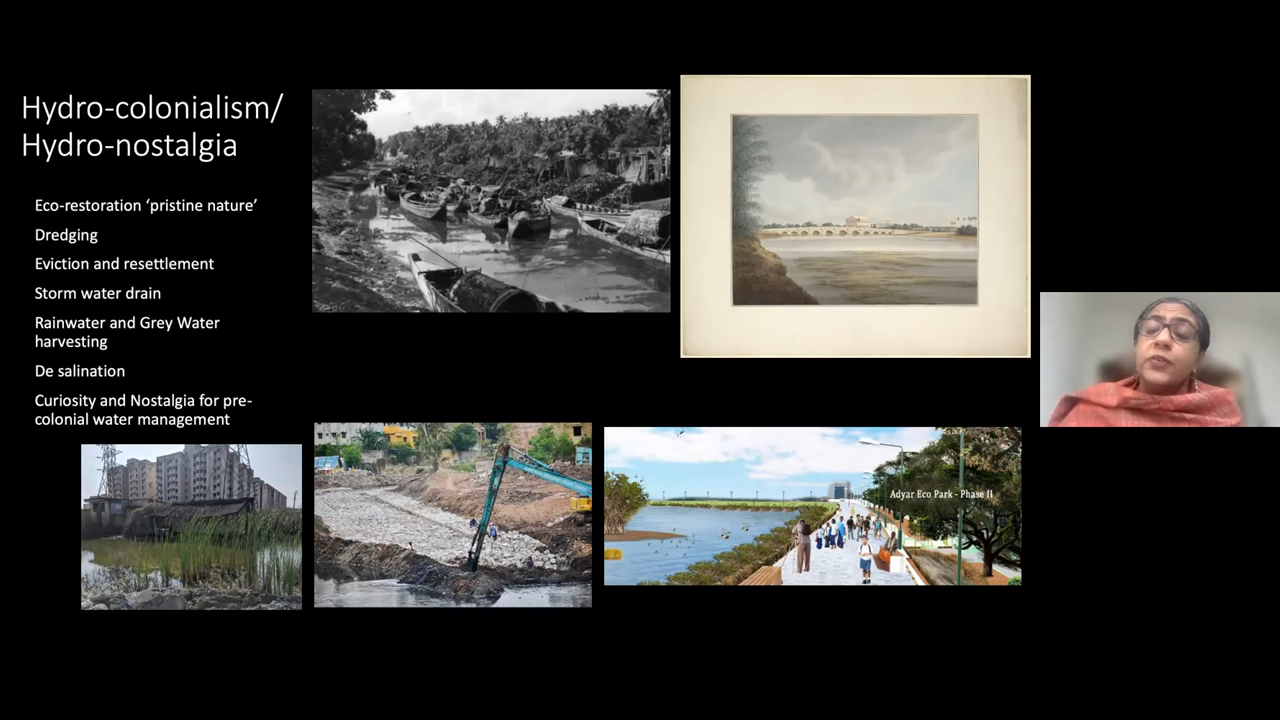 Hydro-colonialism/
Hydro-nostalgia
Eco-restoration ‘pristine nature’
Dredging
Eviction and resettlement
Storm water drain
Rainwater and Grey Water
harvesting
De salination
Curiosity and Nostalgia for pre-
colonial water management
Adyar Eco Park - Phase II